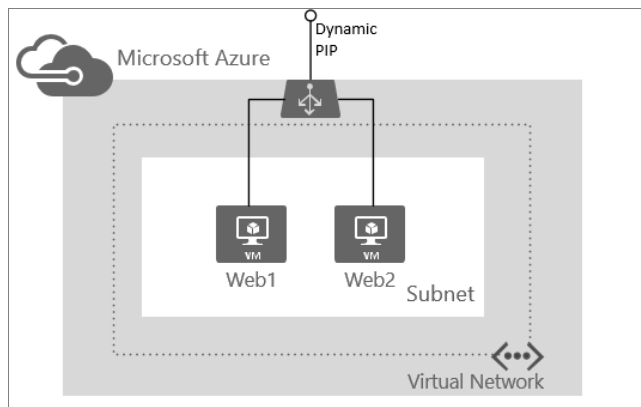 Dynamic
PIP
Microsoft Azure
VM
VM
Web1
Web2
Subnet
Virtual Network